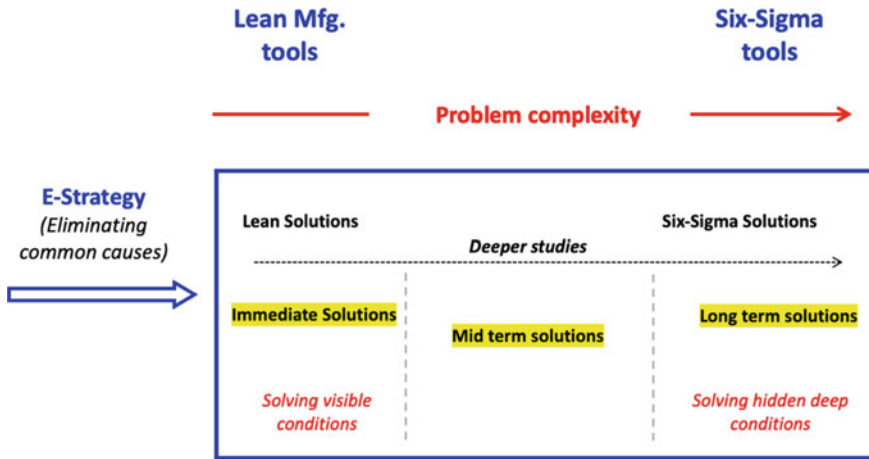 Lean Mfg.
tools
Six-Sigma
tools
Problem complexity
E-Strategy
(Eliminating
common causes)
Lean Solutions
Six-Sigma Solutions
Deeper studies
Immediate Solutions
Mid term solutions
Long term solutions
Solving visible
conditions
Solving hidden deep
conditions